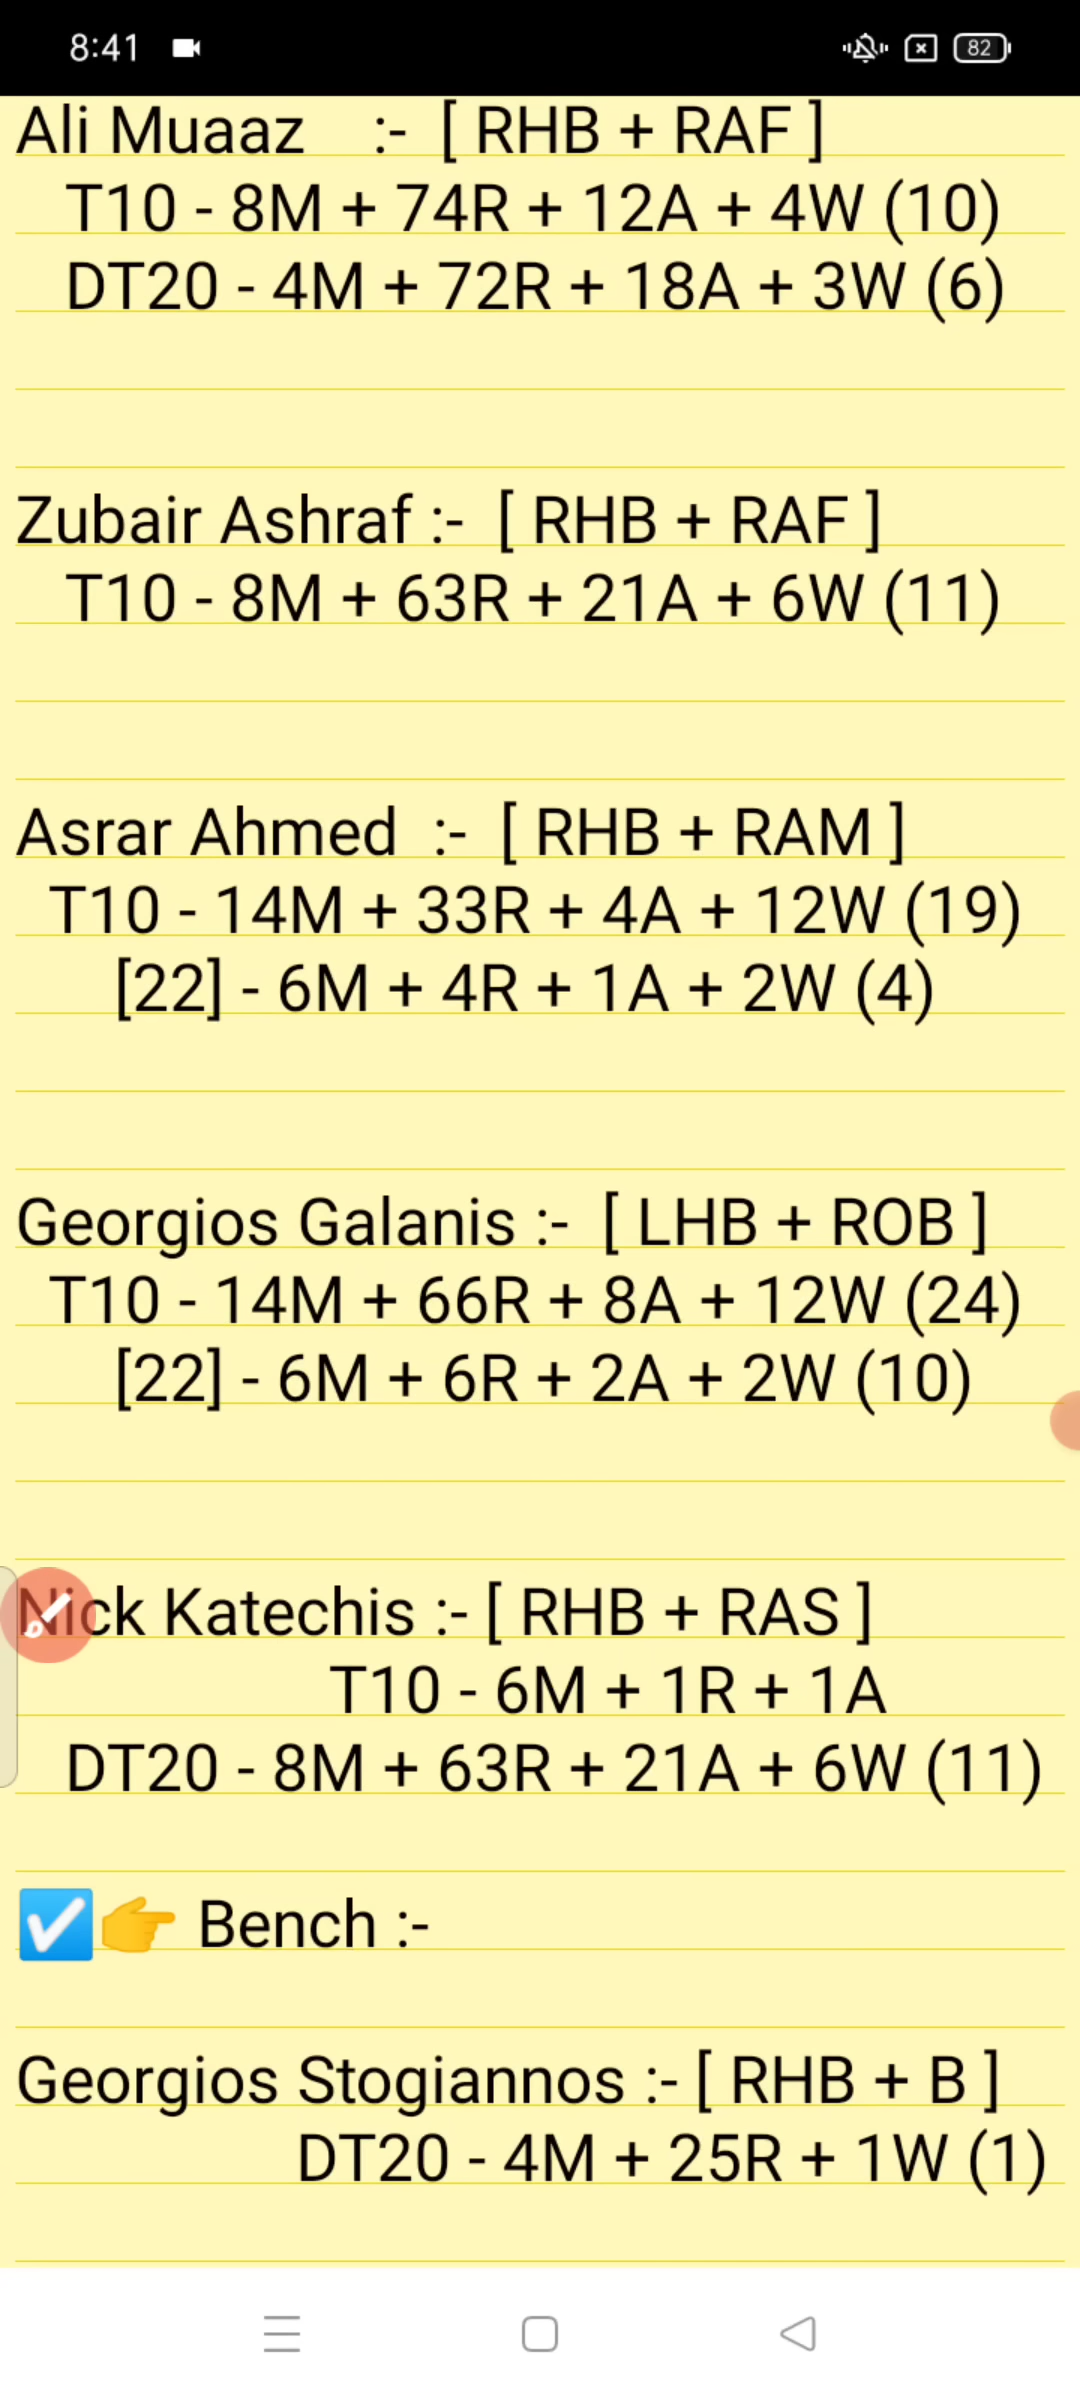 8:41
82
Ali Muaaz :- [ RHB + RAF ]
T10 - 8M + 74R + 12A + 4W (10)
DT20 - 4M + 72R + 18A + 3W (6)
Zubair Ashraf :- [ RHB + RAF ]
T10 - 8M + 63R + 21A + 6W (11)
Asrar Ahmed :- [ RHB + RAM ]
T10 - 14M + 33R + 4A + 12W (19)
[22] - 6M + 4R + 1A + 2W (4)
Georgios Galanis :- [ LHB + ROB ]
T10 - 14M + 66R + 8A + 12W (24)
[22] - 6M + 6R + 2A + 2W (10)
Nick Katechis :- [ RHB + RAS ]
T10 - 6M + 1R + 1A
DT20 - 8M + 63R + 21A + 6W (11)
☑️👉 Bench :-
Georgios Stogiannos :- [ RHB + B ]
DT20 - 4M + 25R + 1W (1)